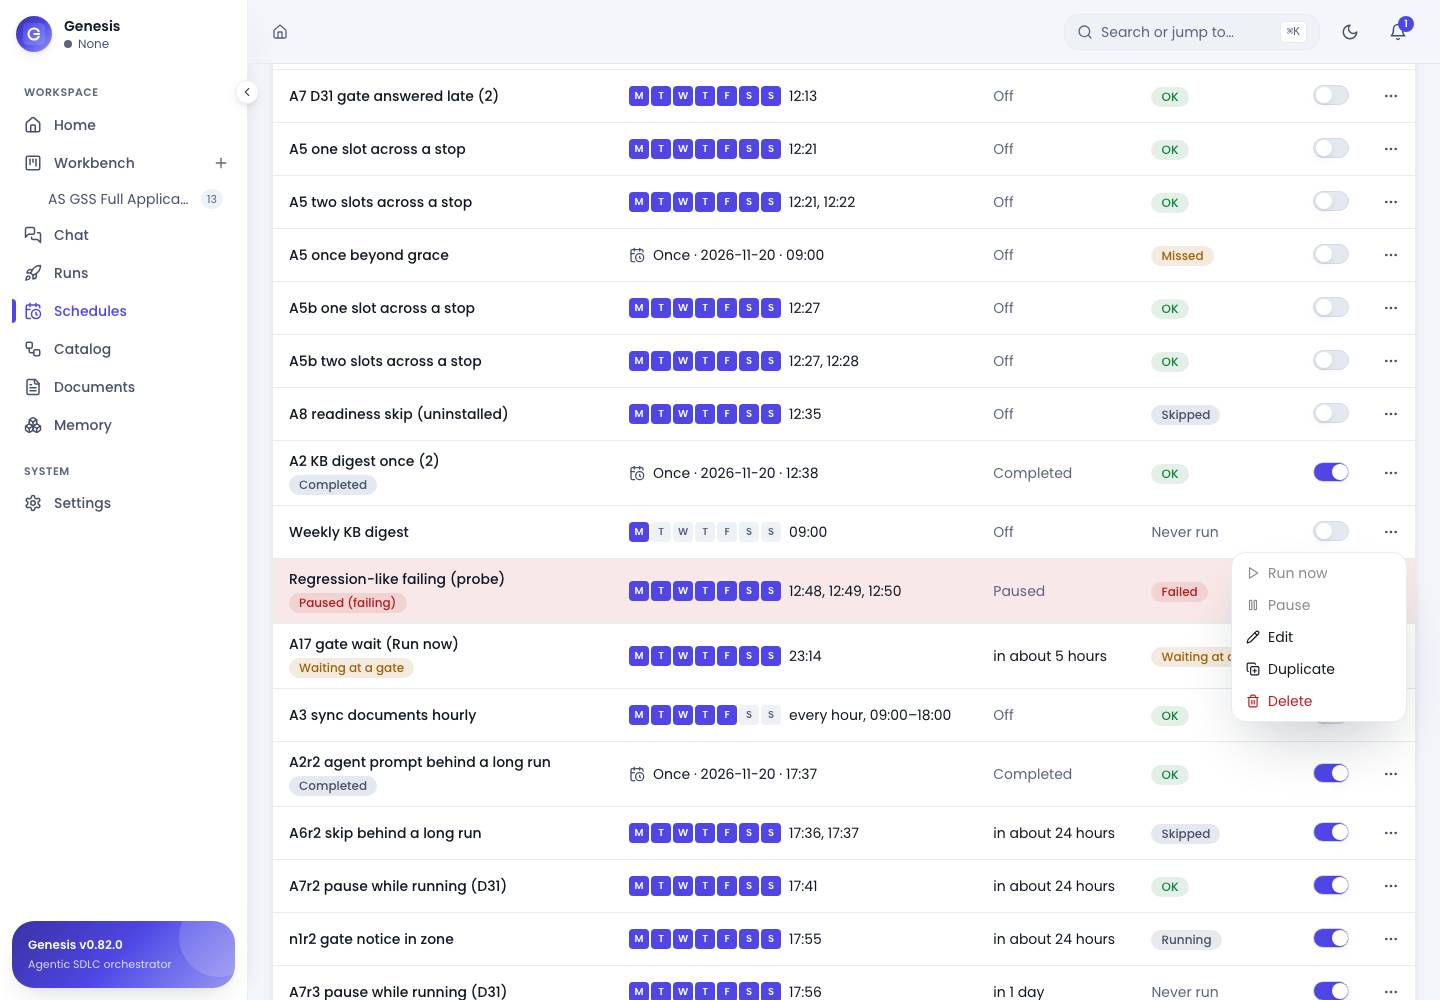 Genesis
None
Search or jump to...
⌘K
1
WORKSPACE
Home
Workbench
AS GSS Full Applica... 13
Chat
Runs
Schedules
Catalog
Documents
Memory
SYSTEM
Settings
Genesis v0.82.0
Agentic SDLC orchestrator
A7 D31 gate answered late (2) M T W T F S S 12:13 Off OK
A5 one slot across a stop M T W T F S S 12:21 Off OK
A5 two slots across a stop M T W T F S S 12:21, 12:22 Off OK
A5 once beyond grace Once · 2026-11-20 · 09:00 Off Missed
A5b one slot across a stop M T W T F S S 12:27 Off OK
A5b two slots across a stop M T W T F S S 12:27, 12:28 Off OK
A8 readiness skip (uninstalled) M T W T F S S 12:35 Off Skipped
A2 KB digest once (2) Once · 2026-11-20 · 12:38 Completed OK
Completed
Weekly KB digest M T W T F S S 09:00 Off Never run
Regression-like failing (probe) M T W T F S S 12:48, 12:49, 12:50 Paused Failed
Paused (failing)
A17 gate wait (Run now) M T W T F S S 23:14 in about 5 hours Waiting at
Waiting at a gate
A3 sync documents hourly M T W T F S S every hour, 09:00–18:00 Off OK
A2r2 agent prompt behind a long run Once · 2026-11-20 · 17:37 Completed OK
Completed
A6r2 skip behind a long run M T W T F S S 17:36, 17:37 in about 24 hours Skipped
A7r2 pause while running (D31) M T W T F S S 17:41 in about 24 hours OK
n1r2 gate notice in zone M T W T F S S 17:55 in about 24 hours Running
A7r3 pause while running (D31) M T W T F S S 17:56 in 1 day Never run
Run now
Pause
Edit
Duplicate
Delete